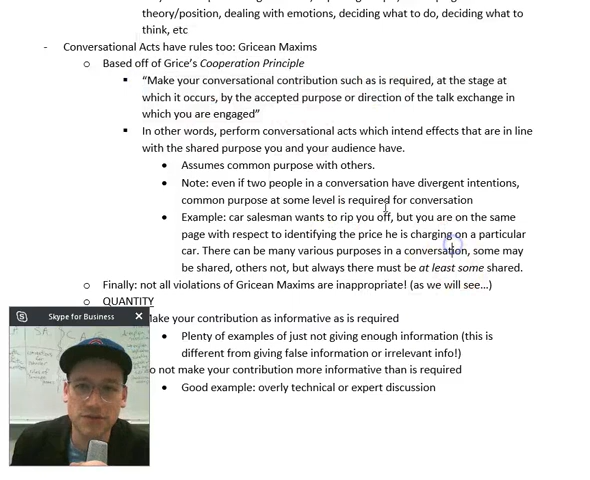 theory/position, dealing with emotions, deciding what to do, deciding what to
think, etc
- Conversational Acts have rules too: Gricean Maxims
o Based off of Grice's Cooperation Principle
▪ “Make your conversational contribution such as is required, at the stage at
which it occurs, by the accepted purpose or direction of the talk exchange in
which you are engaged”
▪ In other words, perform conversational acts which intend effects that are in line
with the shared purpose you and your audience have.
• Assumes common purpose with others.
• Note: even if two people in a conversation have divergent intentions,
common purpose at some level is required for conversation
• Example: car salesman wants to rip you off, but you are on the same
page with respect to identifying the price he is charging on a particular
car. There can be many various purposes in a conversation, some may
be shared, others not, but always there must be at least some shared.
o Finally: not all violations of Gricean Maxims are inappropriate! (as we will see…)
o QUANTITY
Skype for Business
Make your contribution as informative as is required
• Plenty of examples of just not giving enough information (this is
different from giving false information or irrelevant info!)
o not make your contribution more informative than is required
• Good example: overly technical or expert discussion